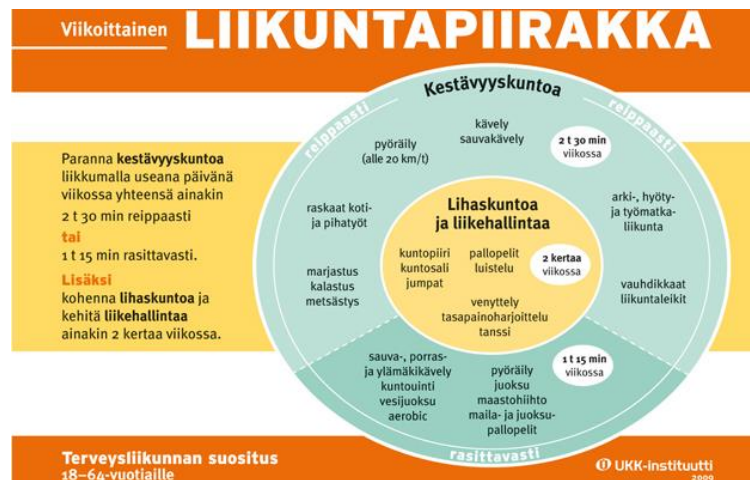 Viikoittainen LIIKUNTAPIIRAKKA
Paranna kestävyyskuntoa
liikkumalla useana päivänä
viikossa yhteensä ainakin
2 t 30 min reippaasti
tai
1 t 15 min rasittavasti.
Lisäksi
kohenna lihaskuntoa ja
kehitä liikehallintaa
ainakin 2 kertaa viikossa.
Kestävyyskuntoa
reippaasti
reippaasti
kävely
sauvakävely
pyöräily
(alle 20 km/t)
2 t 30 min
viikossa
raskaat koti-
ja pihatyöt
arki-, hyöty-
ja työmatka-
liikunta
marjastus
kalastus
metsästys
vauhdikkaat
liikuntaleikit
Lihaskuntoa
ja liikehallintaa
kuntopiiri
kuntosali
jumpat
pallopelit
luistelu
2 kertaa
viikossa
venyttely
tasapainoharjoittelu
tanssi
sauva-, porras-
ja ylämäkikävely
kuntouinti
vesijuoksu
aerobic
pyöräily
juoksu
maastohiihto
maila- ja juoksu-
pallopelit
1 t 15 min
viikossa
rasittavasti
Terveysliikunnan suositus
18–64-vuotiaille
UKK-instituutti
2009